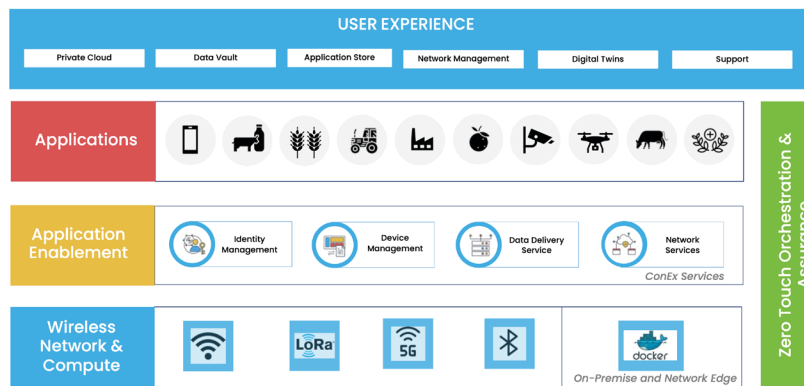 USER EXPERIENCE
Private Cloud
Data Vault
Application Store
Network Management
Digital Twins
Support
Applications
Application
Enablement
Identity
Management
Device
Management
Data Delivery
Service
Network
Services
ConEx Services
Wireless
Network &
Compute
LoRa
5G
docker
On-Premise and Network Edge
Zero Touch Orchestration &
Assurance